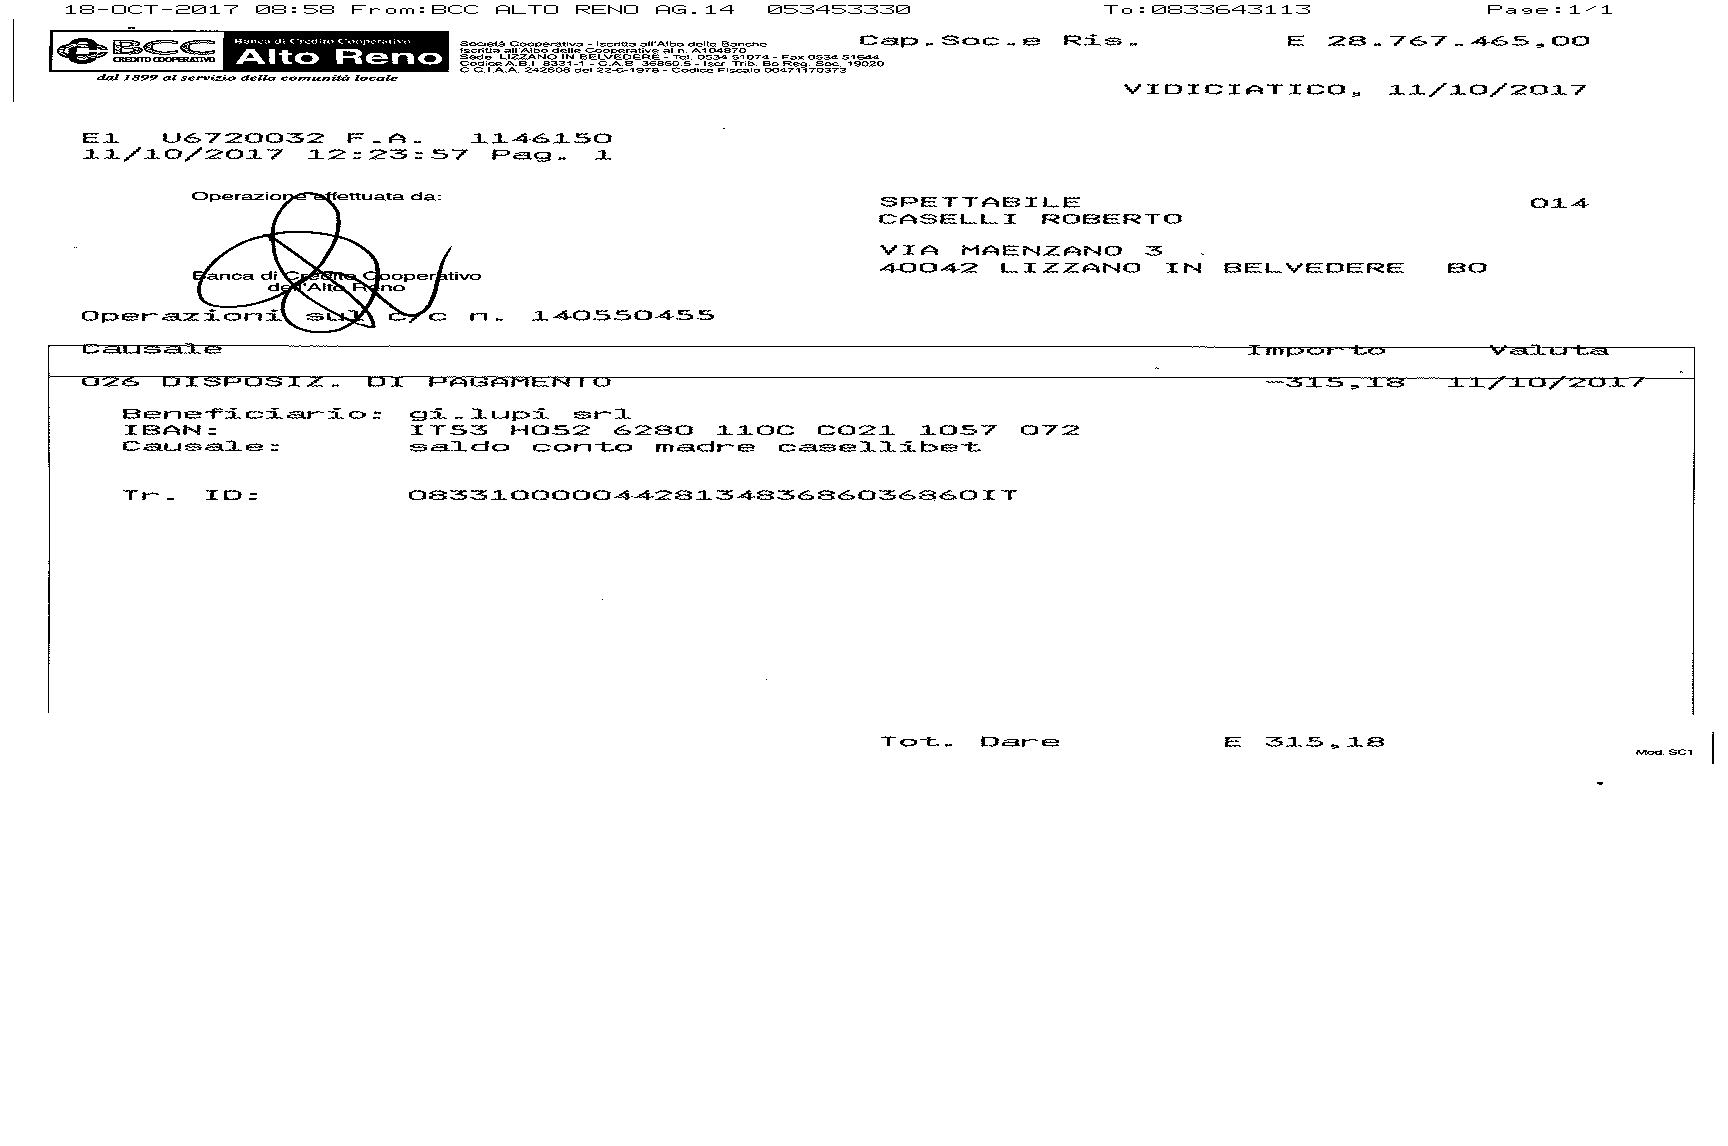 18-OCT-2017 08:58 From:BCC ALTO RENO AG.14 053453330 To:0833643113 Page:1/1
BCC
CREDITO COOPERATIVO
Banca di Credito Cooperativo
Alto Reno
dal 1899 al servizio della comunità locale
Società Cooperativa - Iscritta all'Albo delle Banche
Iscritta all'Albo delle Cooperative al n. A104870
Sede LIZZANO IN BELVEDERE - Tel. 0534 51074 - Fax 0534 51644
Codice A.B.I. 8331-1 - C.A.B. 36860.5 - Iscr. Trib. Bo Reg. Soc. 19020
C.C.I.A.A. 242608 del 22-6-1978 - Codice Fiscale 00471170373
Cap.Soc.e Ris. E 28.767.465,00
VIDICIATICO, 11/10/2017
E1 U6720032 F.A. 1146150
11/10/2017 12:23:57 Pag. 1
Operazione effettuata da:
Banca di Credito Cooperativo
dell'Alto Reno
SPETTABILE 014
CASELLI ROBERTO
VIA MAENZANO 3
40042 LIZZANO IN BELVEDERE BO
Operazioni sul c/c n. 140550455
Causale Importo Valuta
026 DISPOSIZ. DI PAGAMENTO -315,18 11/10/2017
Beneficiario: gi.lupi srl
IBAN: IT53 H052 6280 110C C021 1057 072
Causale: saldo conto madre casellibet
Tr. ID: 0833100000442813483686036860IT
Tot. Dare E 315,18
Mod. SC1